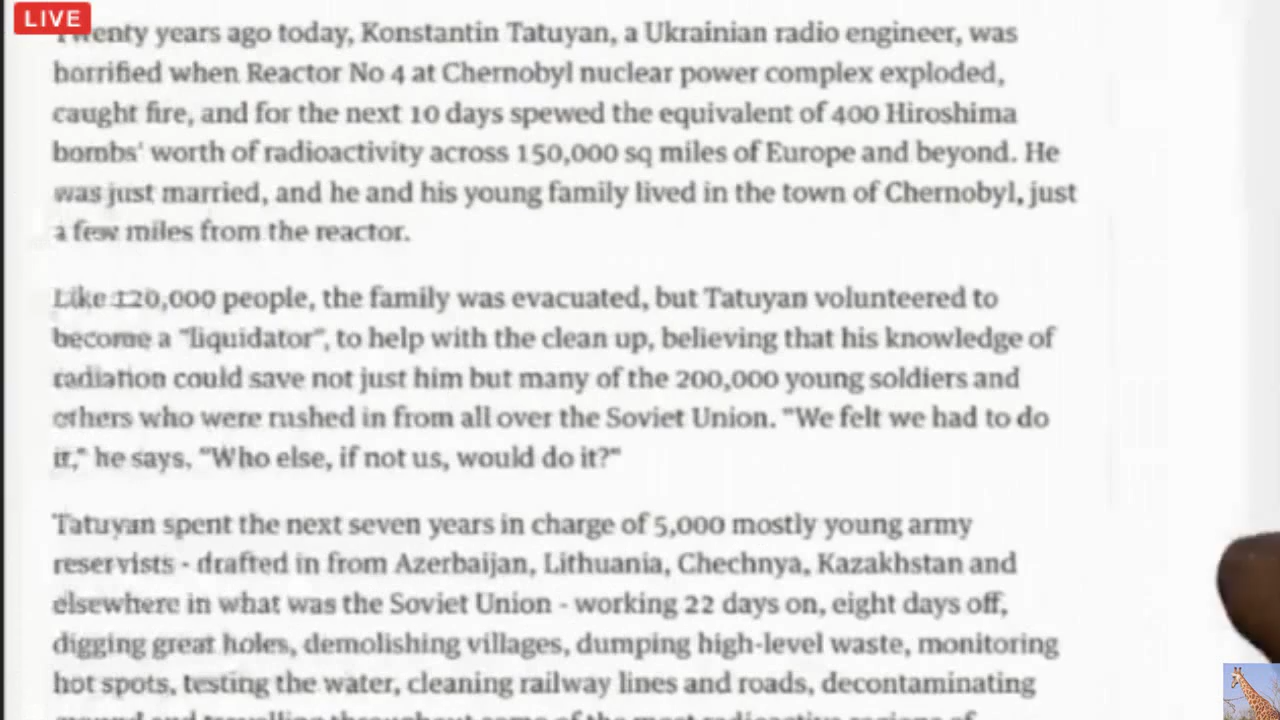 LIVE
Twenty years ago today, Konstantin Tatuyan, a Ukrainian radio engineer, was
horrified when Reactor No 4 at Chernobyl nuclear power complex exploded,
caught fire, and for the next 10 days spewed the equivalent of 400 Hiroshima
bombs' worth of radioactivity across 150,000 sq miles of Europe and beyond. He
was just married, and he and his young family lived in the town of Chernobyl, just
a few miles from the reactor.
Like 120,000 people, the family was evacuated, but Tatuyan volunteered to
become a "liquidator", to help with the clean up, believing that his knowledge of
radiation could save not just him but many of the 200,000 young soldiers and
others who were rushed in from all over the Soviet Union. "We felt we had to do
it," he says. "Who else, if not us, would do it?"
Tatuyan spent the next seven years in charge of 5,000 mostly young army
reservists - drafted in from Azerbaijan, Lithuania, Chechnya, Kazakhstan and
elsewhere in what was the Soviet Union - working 22 days on, eight days off,
digging great holes, demolishing villages, dumping high-level waste, monitoring
hot spots, testing the water, cleaning railway lines and roads, decontaminating